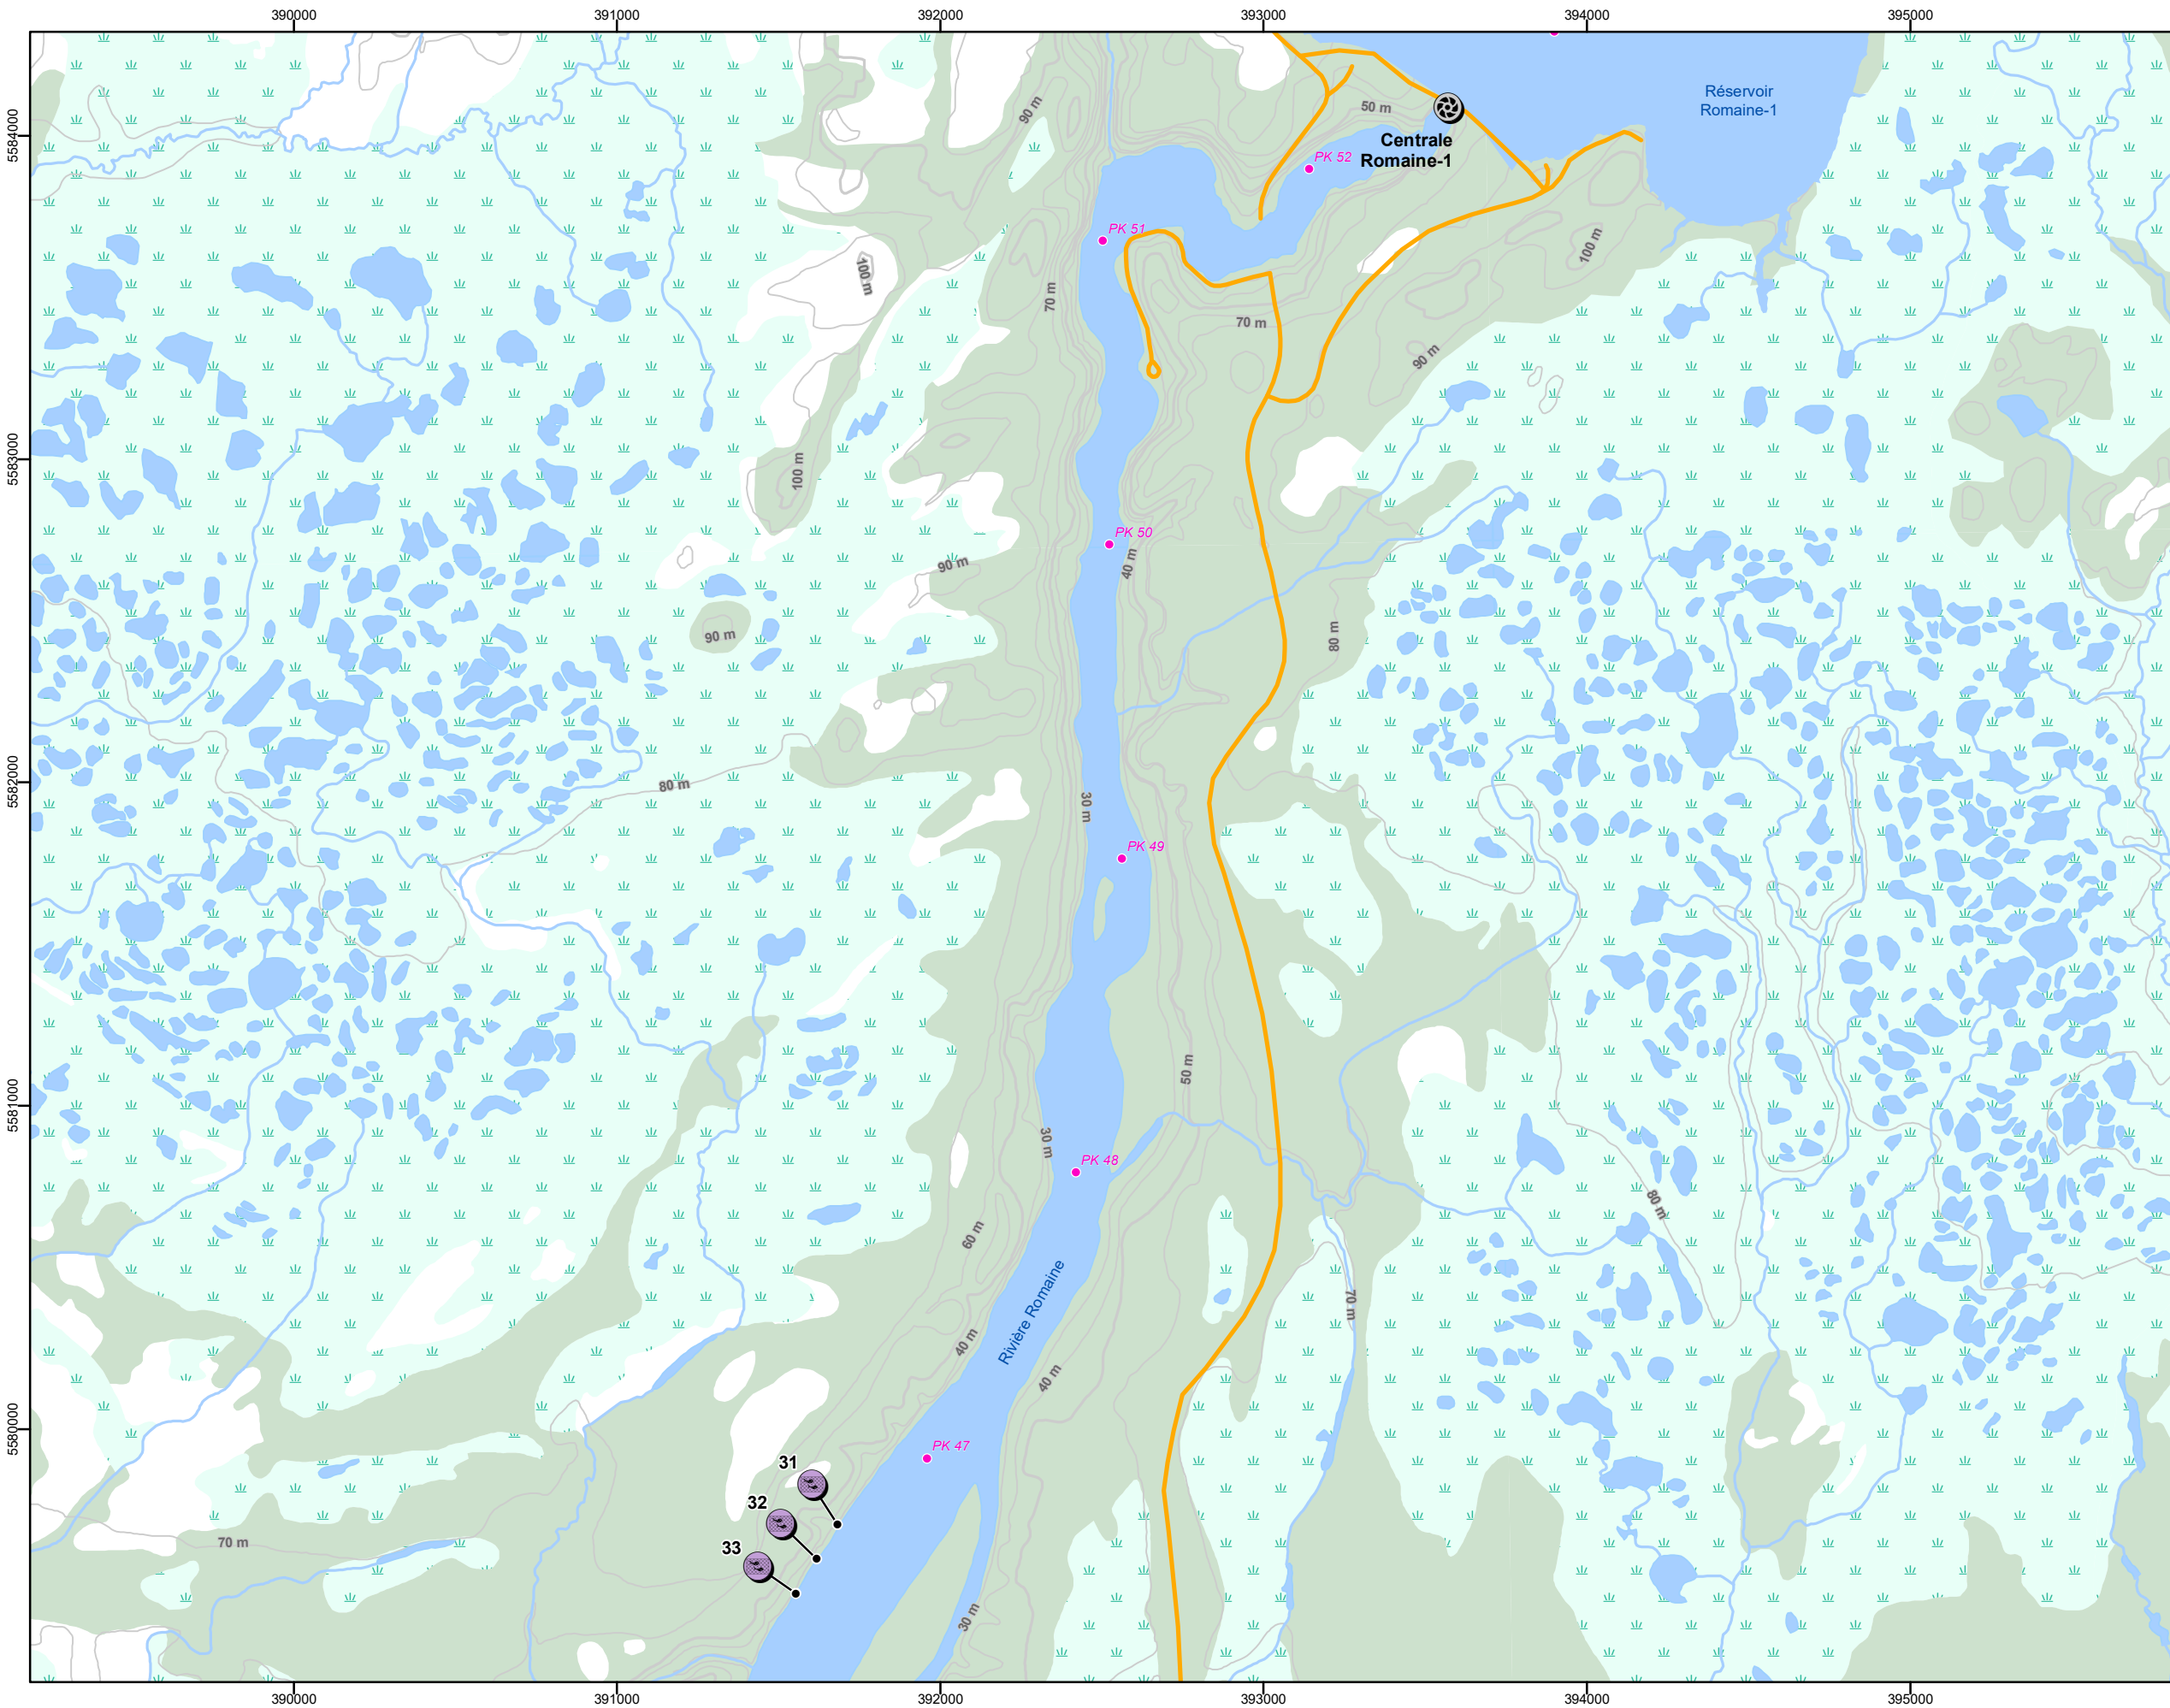 390000 391000 392000 393000 394000 395000
5584000
5583000
5582000
5581000
5580000
Réservoir
Romaine-1
90 m
50 m
Centrale
Romaine-1
PK 52
PK 51
100 m
100 m
70 m
70 m
90 m
100 m
PK 50
40 m
90 m
90 m
80 m
80 m
30 m
PK 49
50 m
30 m
PK 48
80 m
60 m
Rivière Romaine
70 m
40 m
40 m
PK 47
31
32
33
70 m
30 m
390000 391000 392000 393000 394000 395000